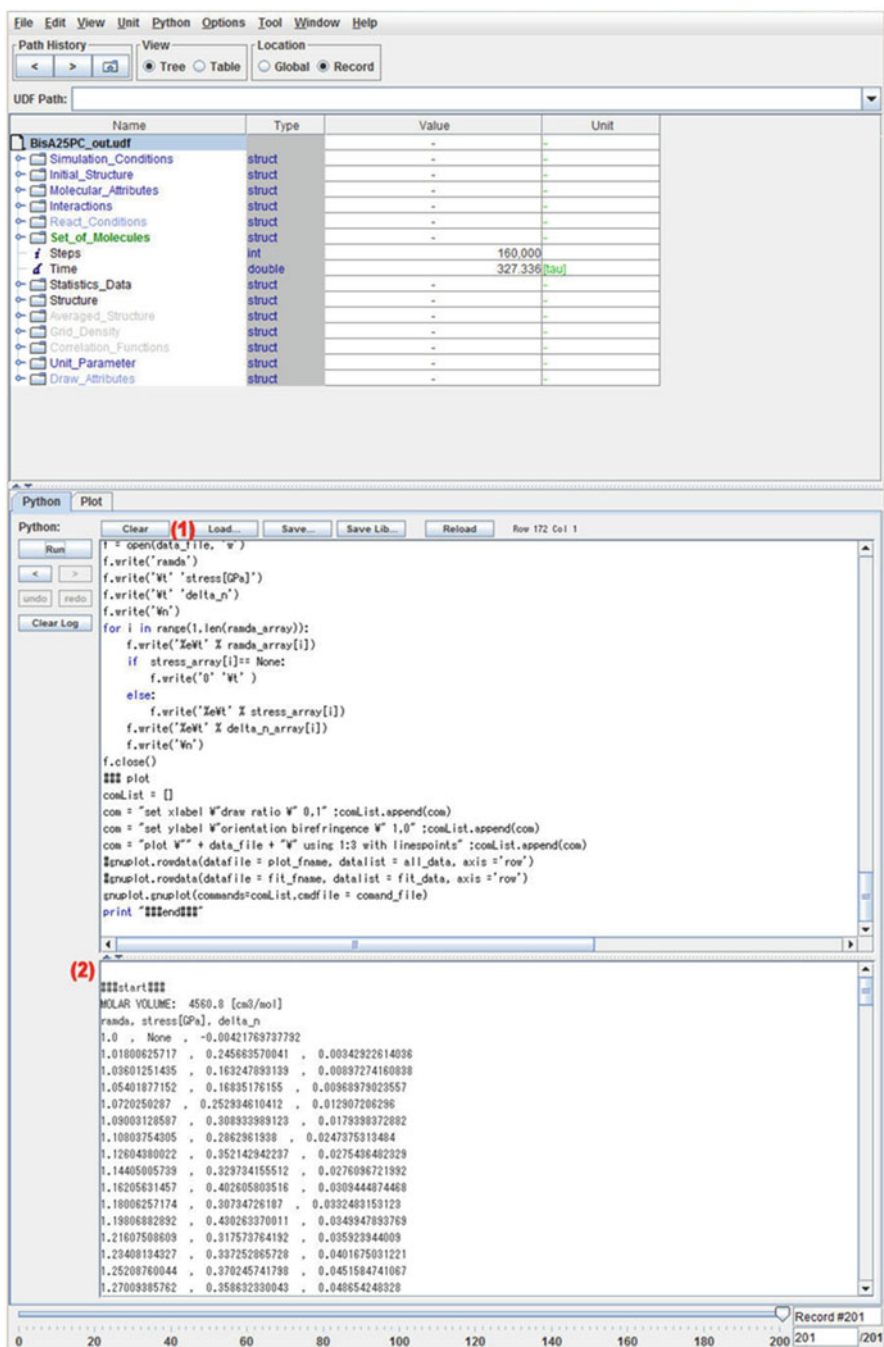 File Edit View Unit Python Options Tool Window Help
Path History View Location
< > Tree Table Global Record
UDF Path:
Name Type Value Unit
BisA25PC_out.udf - -
Simulation_Conditions struct - -
Initial_Structure struct - -
Molecular_Attributes struct - -
Interactions struct - -
React_Conditions struct - -
Set_of_Molecules struct - -
i Steps int 160,000
d Time double 327.336 [tau]
Statistics_Data struct - -
Structure struct - -
Averaged_Structure struct - -
Grid_Density struct - -
Correlation_Functions struct - -
Unit_Parameter struct - -
Draw_Attributes struct - -
Python Plot
Python: Clear (1) Load... Save... Save Lib... Reload Row 172 Col 1
Run
< >
undo redo
Clear Log
f = open(data_file, 'w')
f.write('ramda')
f.write('¥t' 'stress[GPa]')
f.write('¥t' 'delta_n')
f.write('¥n')
for i in range(1,len(ramda_array)):
f.write('%e¥t' % ramda_array[i])
if stress_array[i]== None:
f.write('0' '¥t' )
else:
f.write('%e¥t' % stress_array[i])
f.write('%e¥t' % delta_n_array[i])
f.write('¥n')
f.close()
### plot
comList = []
com = "set xlabel ¥"draw ratio ¥" 0,1" ;comList.append(com)
com = "set ylabel ¥"orientation birefringence ¥" 1,0" ;comList.append(com)
com = "plot ¥"" + data_file + "¥" using 1:3 with linespoints" ;comList.append(com)
#gnuplot.rowdata(datafile = plot_fname, datalist = all_data, axis ='row')
#gnuplot.rowdata(datafile = fit_fname, datalist = fit_data, axis ='row')
gnuplot.gnuplot(commands=comList,cmdfile = comand_file)
print "###end###"
(2)
###start###
MOLAR VOLUME: 4560.8 [cm3/mol]
ramda, stress[GPa], delta_n
1.0 , None , -0.00421769737792
1.01800625717 , 0.245663570041 , 0.00342922614036
1.03601251435 , 0.163247893139 , 0.00897274160838
1.05401877152 , 0.16835176155 , 0.00968979023557
1.0720250287 , 0.252934610412 , 0.012907206296
1.09003128587 , 0.308933989123 , 0.0179398372882
1.10803754305 , 0.2862961938 , 0.0247375313484
1.12604380022 , 0.352142942237 , 0.0275436482329
1.14405005739 , 0.329734155512 , 0.0276096721992
1.16205631457 , 0.402605803516 , 0.0309444874468
1.18006257174 , 0.30734726187 , 0.0332483153123
1.19806882892 , 0.430263370011 , 0.0349947893769
1.21607508609 , 0.317573764192 , 0.035923944009
1.23408134327 , 0.337252865728 , 0.0401675031221
1.25208760044 , 0.370245741798 , 0.0451584741067
1.27009385762 , 0.358632330043 , 0.048654248328
Record #201
0 20 40 60 80 100 120 140 160 180 200 201 /201